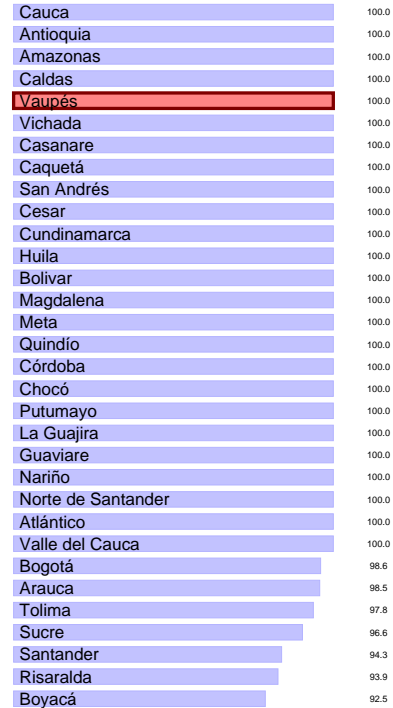 Cauca 100.0
Antioquia 100.0
Amazonas 100.0
Caldas 100.0
Vaupés 100.0
Vichada 100.0
Casanare 100.0
Caquetá 100.0
San Andrés 100.0
Cesar 100.0
Cundinamarca 100.0
Huila 100.0
Bolivar 100.0
Magdalena 100.0
Meta 100.0
Quindío 100.0
Córdoba 100.0
Chocó 100.0
Putumayo 100.0
La Guajira 100.0
Guaviare 100.0
Nariño 100.0
Norte de Santander 100.0
Atlántico 100.0
Valle del Cauca 100.0
Bogotá 98.6
Arauca 98.5
Tolima 97.8
Sucre 96.6
Santander 94.3
Risaralda 93.9
Boyacá 92.5